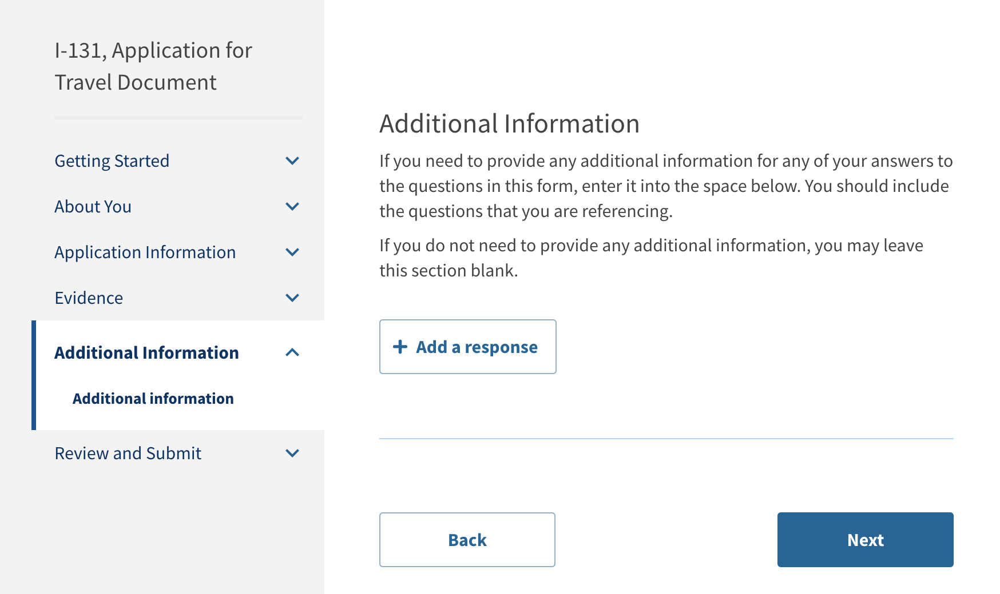 I-131, Application for
Travel Document
Getting Started
About You
Application Information
Evidence
Additional Information
Additional information
Review and Submit
Additional Information
If you need to provide any additional information for any of your answers to
the questions in this form, enter it into the space below. You should include
the questions that you are referencing.
If you do not need to provide any additional information, you may leave
this section blank.
+ Add a response
Back
Next